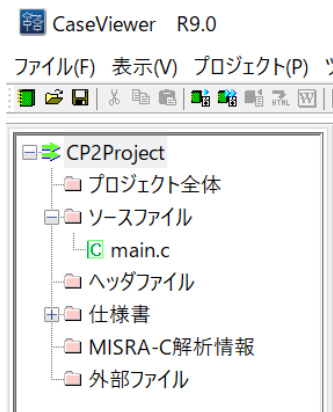 CaseViewer R9.0
ファイル(F) 表示(V) プロジェクト(P)
CP2Project
プロジェクト全体
ソースファイル
C main.c
ヘッダファイル
仕様書
MISRA-C解析情報
外部ファイル